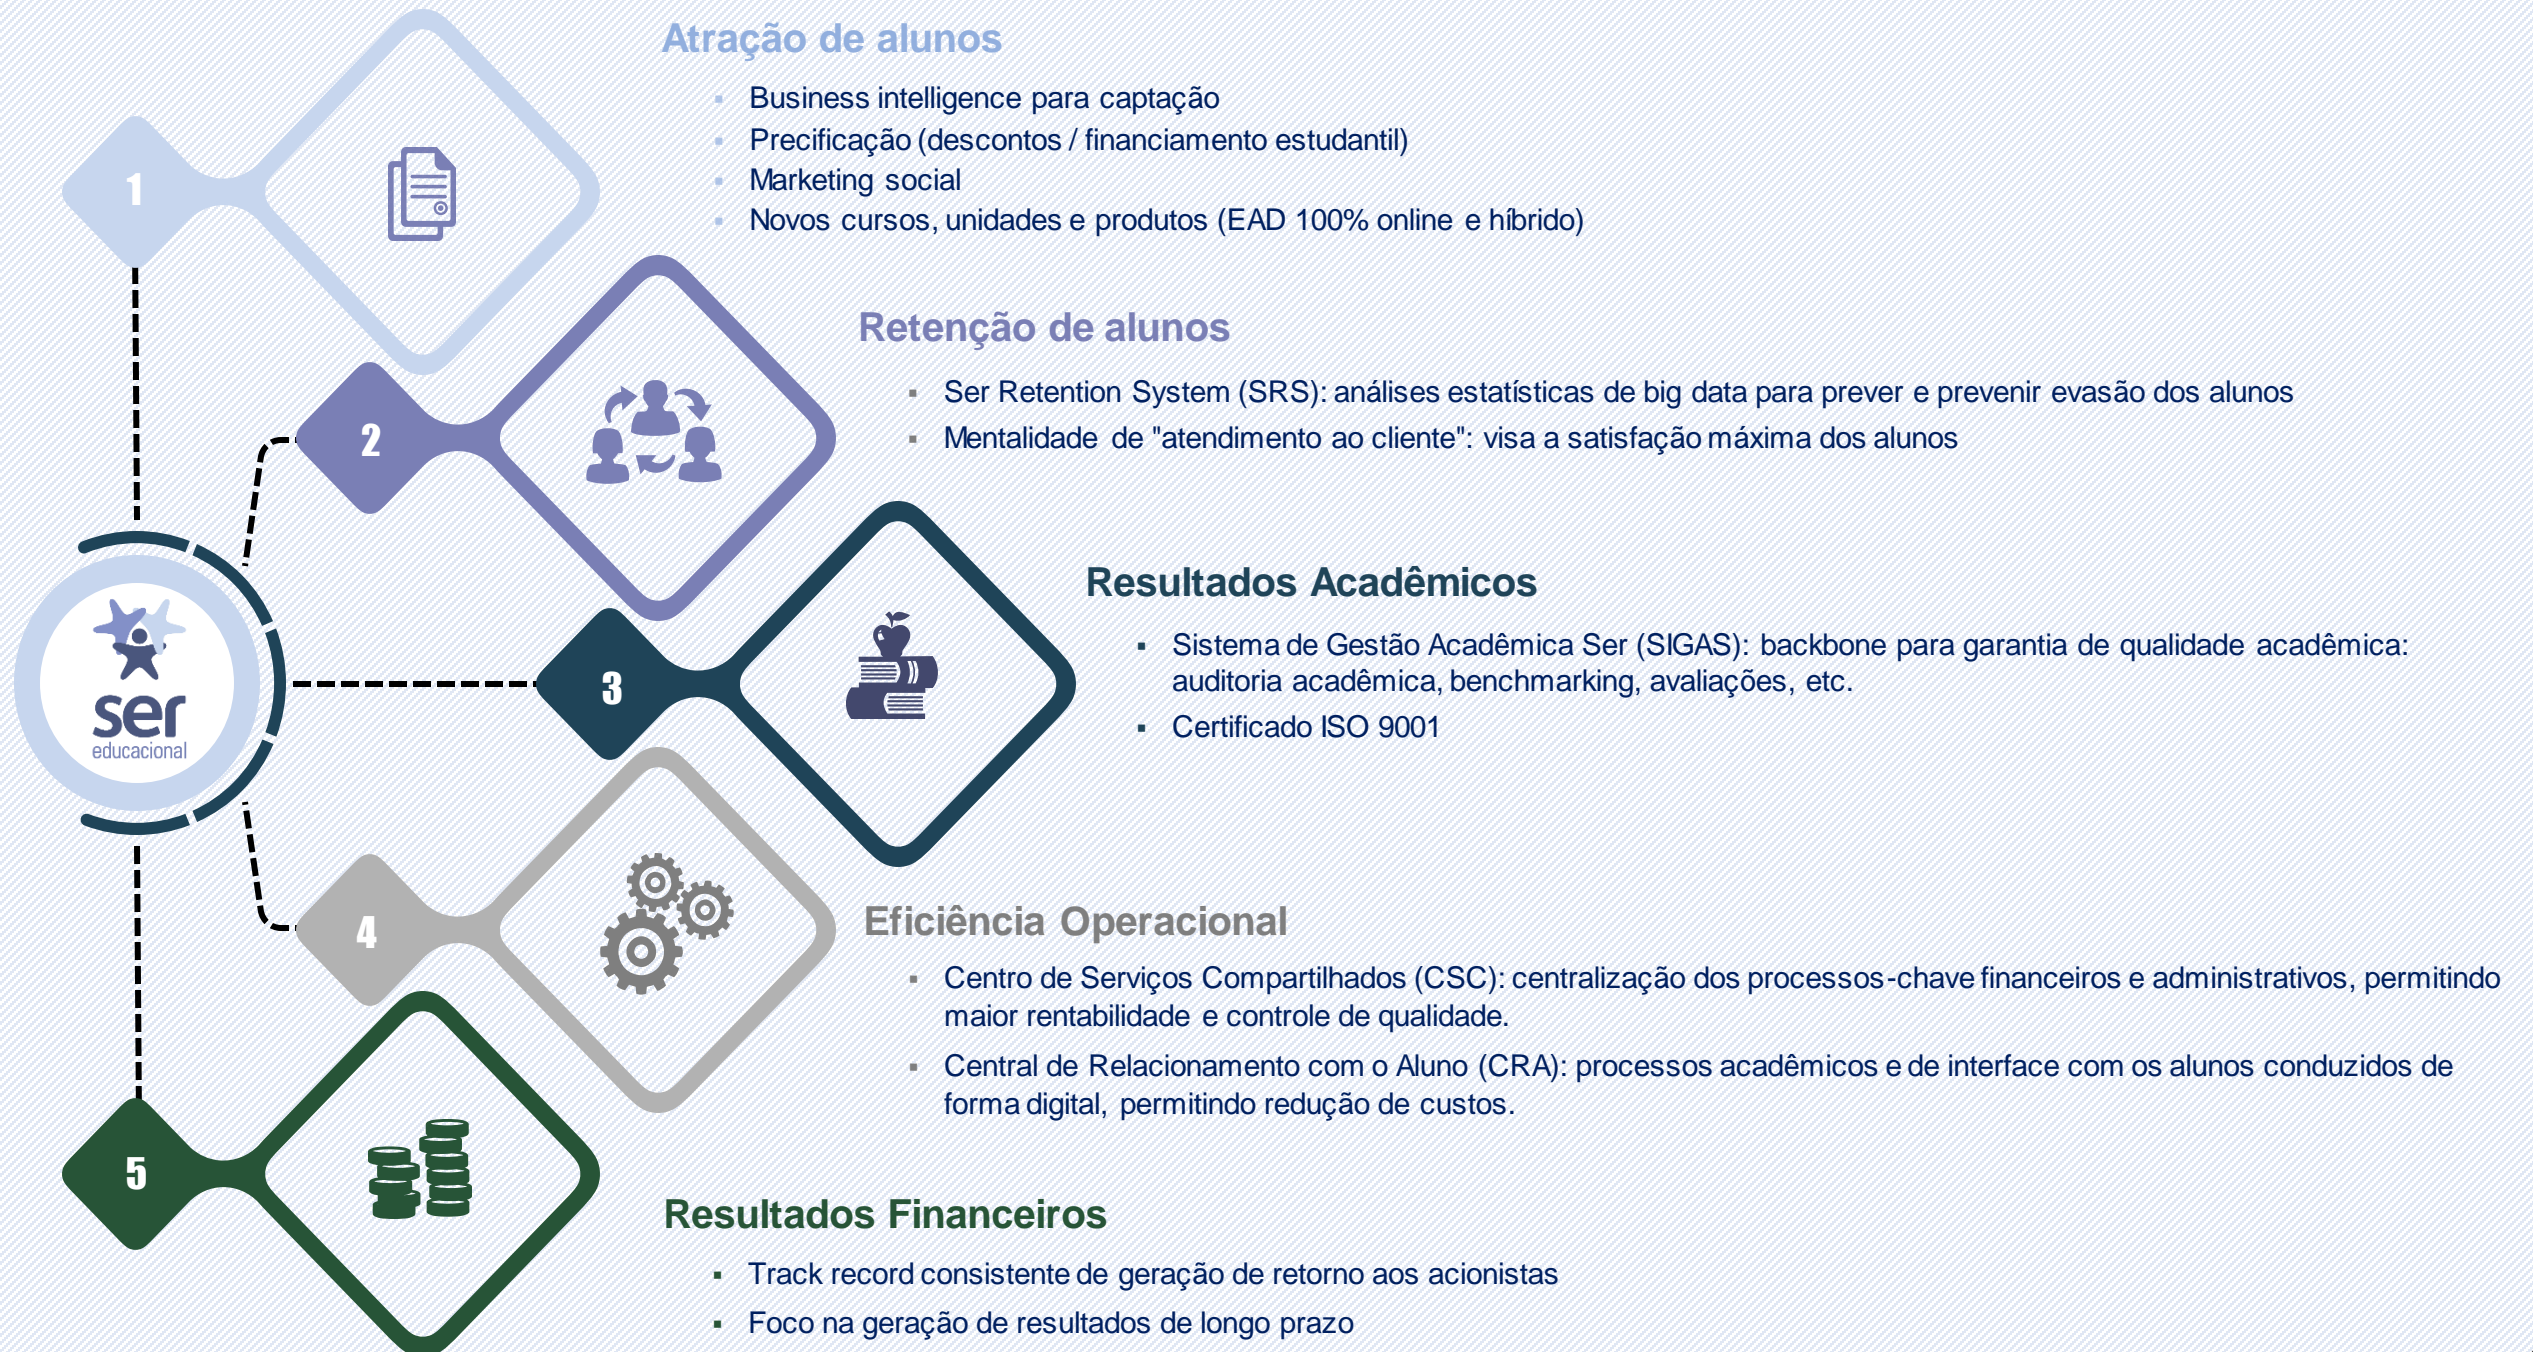 Atração de alunos
Business intelligence para captação
Precificação (descontos / financiamento estudantil)
Marketing social
Novos cursos, unidades e produtos (EAD 100% online e híbrido)
1
Retenção de alunos
Ser Retention System (SRS): análises estatísticas de big data para prever e prevenir evasão dos alunos
Mentalidade de "atendimento ao cliente": visa a satisfação máxima dos alunos
2
Resultados Acadêmicos
Sistema de Gestão Acadêmica Ser (SIGAS): backbone para garantia de qualidade acadêmica:
auditoria acadêmica, benchmarking, avaliações, etc.
Certificado ISO 9001
3
ser
educacional
Eficiência Operacional
Centro de Serviços Compartilhados (CSC): centralização dos processos-chave financeiros e administrativos, permitindo
maior rentabilidade e controle de qualidade.
Central de Relacionamento com o Aluno (CRA): processos acadêmicos e de interface com os alunos conduzidos de
forma digital, permitindo redução de custos.
4
5
Resultados Financeiros
Track record consistente de geração de retorno aos acionistas
Foco na geração de resultados de longo prazo